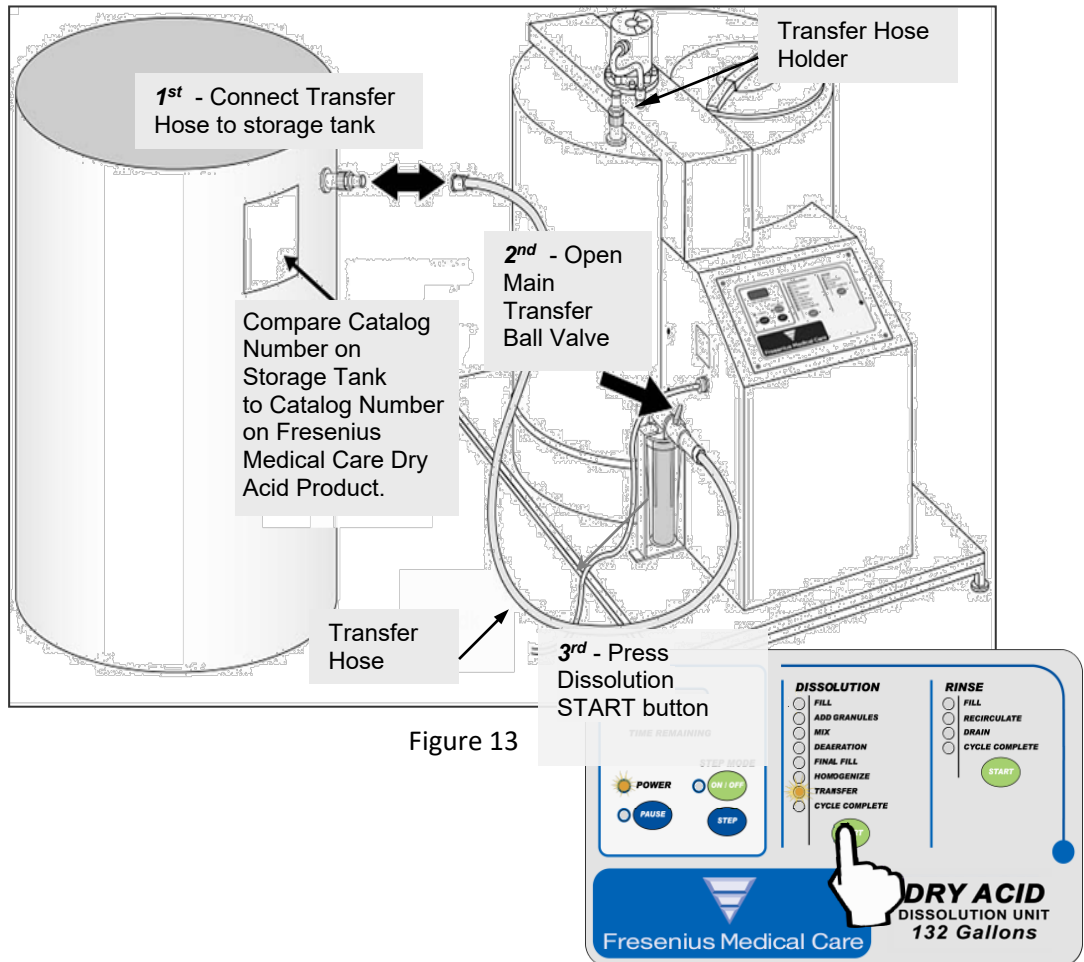 Transfer Hose
Holder
1st - Connect Transfer
Hose to storage tank
2nd - Open
Main
Transfer
Ball Valve
Compare Catalog
Number on
Storage Tank
to Catalog Number
on Fresenius
Medical Care Dry
Acid Product.
Transfer
Hose
3rd - Press
Dissolution
START button
Figure 13
TIME REMAINING
STEP MODE
POWER
ON / OFF
PAUSE
STEP
DISSOLUTION
FILL
ADD GRANULES
MIX
DEAERATION
FINAL FILL
HOMOGENIZE
TRANSFER
CYCLE COMPLETE
RINSE
FILL
RECIRCULATE
DRAIN
CYCLE COMPLETE
START
Fresenius Medical Care
DRY ACID
DISSOLUTION UNIT
132 Gallons